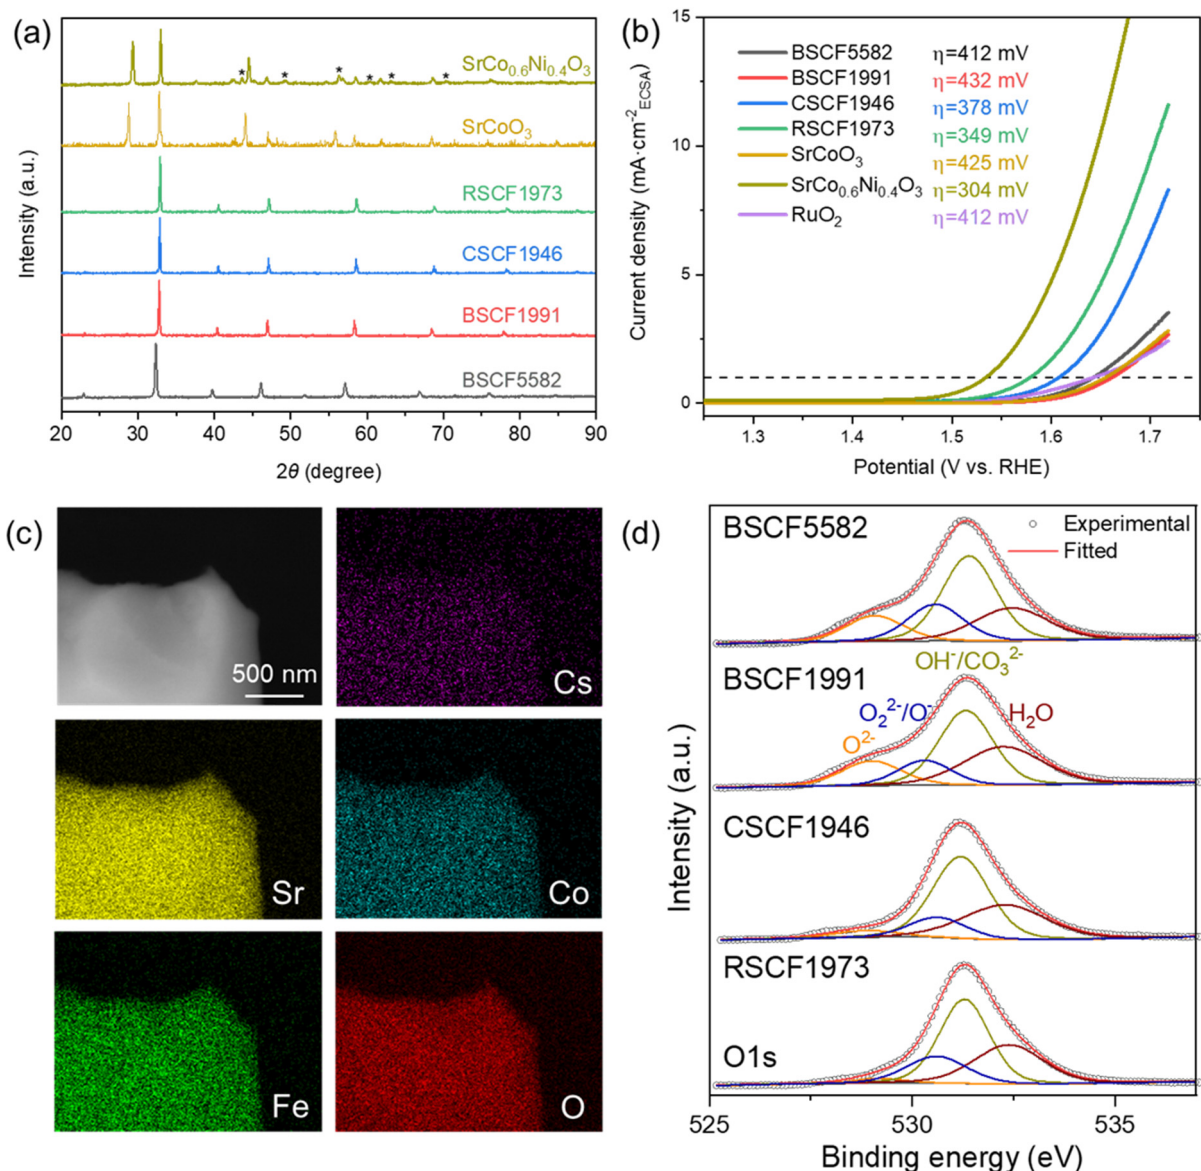 (a)
SrCo₀.₆Ni₀.₄O₃
* * * * * *
SrCoO₃
RSCF1973
CSCF1946
BSCF1991
BSCF5582
Intensity (a.u.)
20 30 40 50 60 70 80 90
2θ (degree)
(b)
BSCF5582 η=412 mV
BSCF1991 η=432 mV
CSCF1946 η=378 mV
RSCF1973 η=349 mV
SrCoO₃ η=425 mV
SrCo₀.₆Ni₀.₄O₃ η=304 mV
RuO₂ η=412 mV
Current density (mA·cm⁻²ECSA)
15
10
5
0
1.3 1.4 1.5 1.6 1.7
Potential (V vs. RHE)
(c)
500 nm
Cs
Sr
Co
Fe
O
(d)
BSCF5582
Experimental
Fitted
OH⁻/CO₃²⁻
BSCF1991
O₂²⁻/O⁻
H₂O
O²⁻
CSCF1946
RSCF1973
O1s
Intensity (a.u.)
525 530 535
Binding energy (eV)